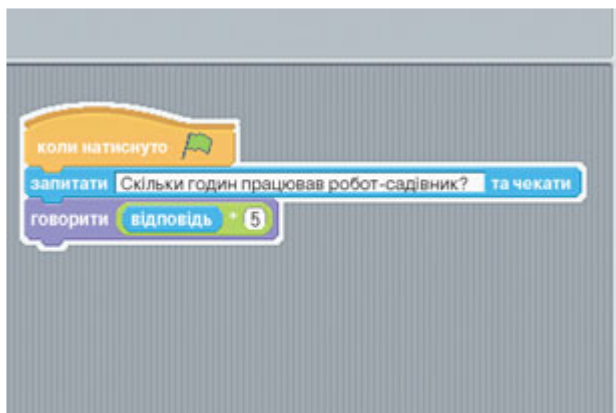 коли натиснуто
запитати Скільки годин працював робот-садівник? та чекати
говорити відповідь * 5